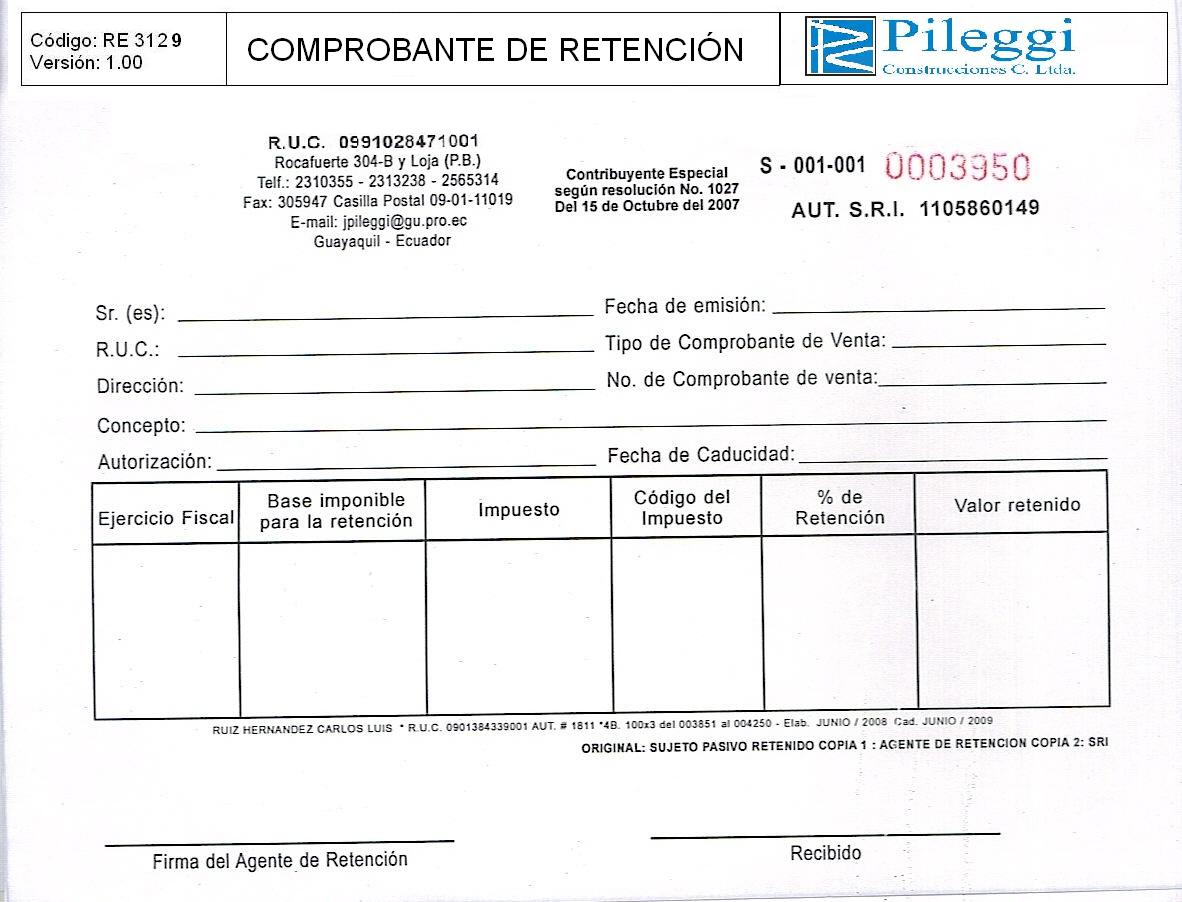 Código: RE 3129
Versión: 1.00
COMPROBANTE DE RETENCIÓN
Pileggi
Construcciones C. Ltda.
R.U.C. 0991028471001
Rocafuerte 304-B y Loja (P.B.)
Telf.: 2310355 - 2313238 - 2565314
Fax: 305947 Casilla Postal 09-01-11019
E-mail: jpileggi@gu.pro.ec
Guayaquil - Ecuador
Contribuyente Especial
según resolución No. 1027
Del 15 de Octubre del 2007
S - 001-001 0003950
AUT. S.R.I. 1105860149
Sr. (es): Fecha de emisión:
R.U.C.: Tipo de Comprobante de Venta:
Dirección: No. de Comprobante de venta:
Concepto:
Autorización: Fecha de Caducidad:
Ejercicio Fiscal
Base imponible
para la retención
Impuesto
Código del
Impuesto
% de
Retención
Valor retenido
RUIZ HERNANDEZ CARLOS LUIS * R.U.C. 0901384339001 AUT. # 1811 *4B. 100x3 del 003851 al 004250 - Elab. JUNIO / 2008 Cad. JUNIO / 2009
ORIGINAL: SUJETO PASIVO RETENIDO COPIA 1 : AGENTE DE RETENCION COPIA 2: SRI
Firma del Agente de Retención
Recibido